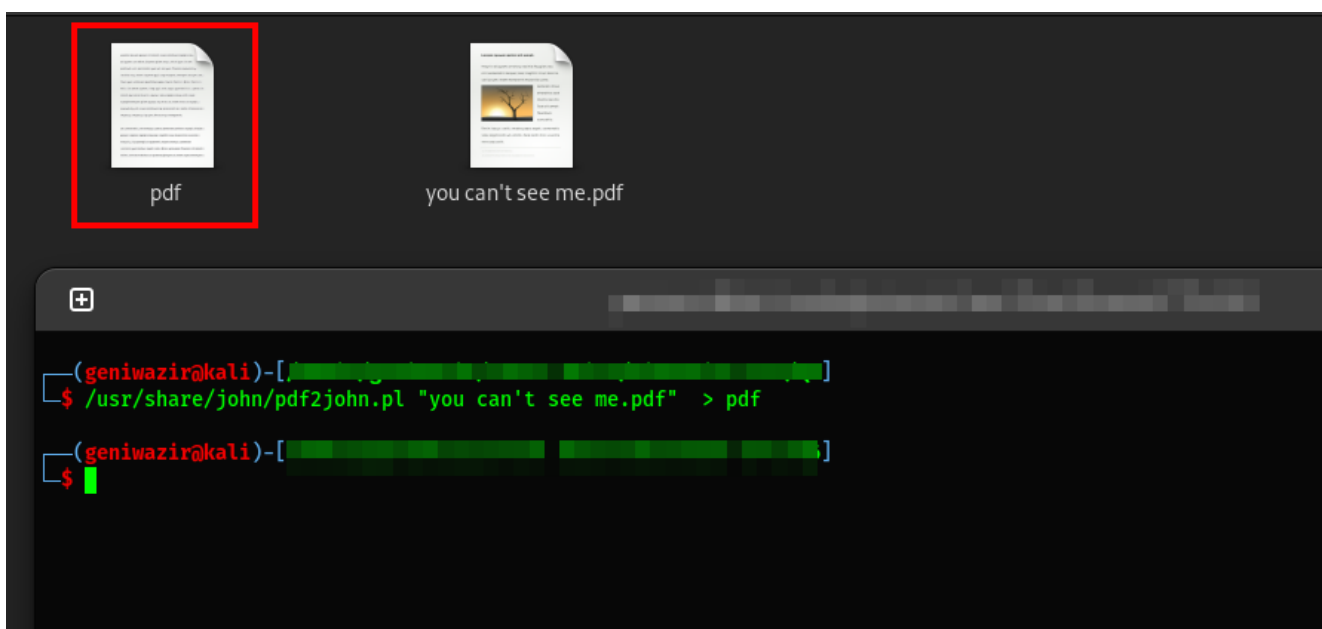 pdf
you can't see me.pdf
(geniwazir@kali)-[ ]
$ /usr/share/john/pdf2john.pl "you can't see me.pdf" > pdf
(geniwazir@kali)-[ ]
$